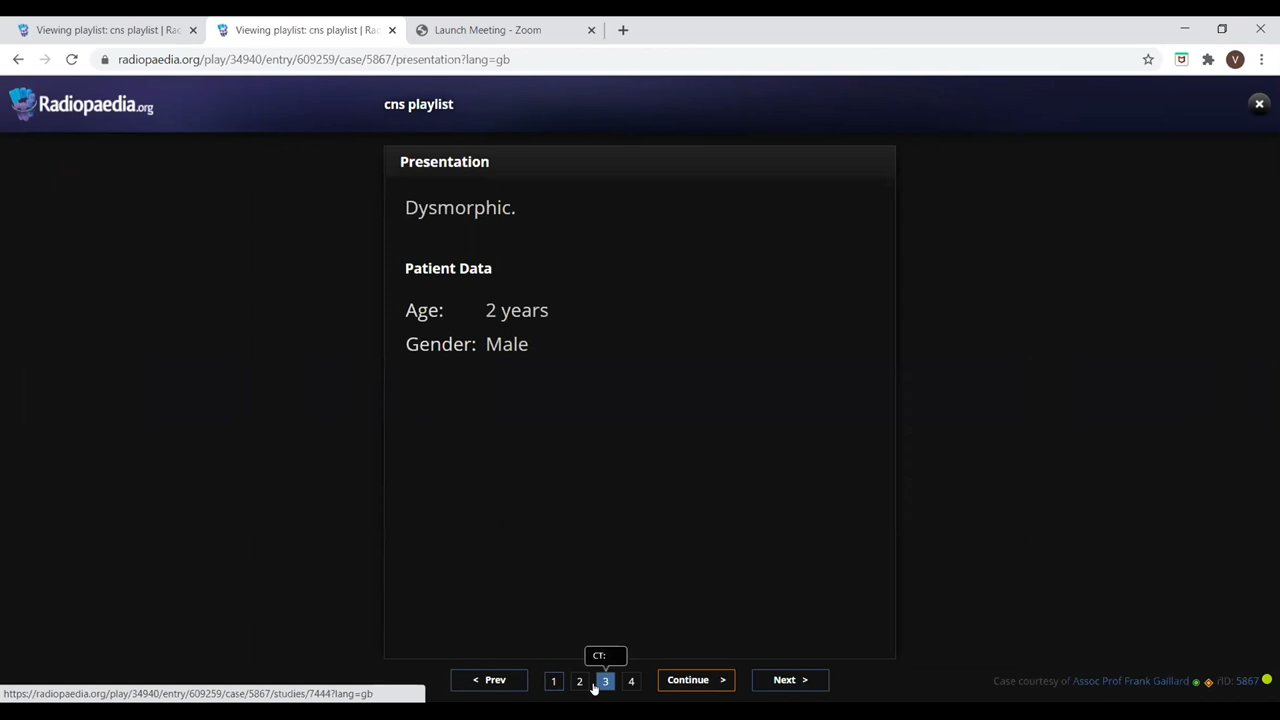 Viewing playlist: cns playlist | Rac
Viewing playlist: cns playlist | Rac
Launch Meeting - Zoom
radiopaedia.org/play/34940/entry/609259/case/5867/presentation?lang=gb
V
Radiopaedia.org
cns playlist
Presentation
Dysmorphic.
Patient Data
Age: 2 years
Gender: Male
CT:
< Prev 1 2 3 4 Continue > Next >
Case courtesy of Assoc Prof Frank Gaillard rID: 5867
https://radiopaedia.org/play/34940/entry/609259/case/5867/studies/7444?lang=gb